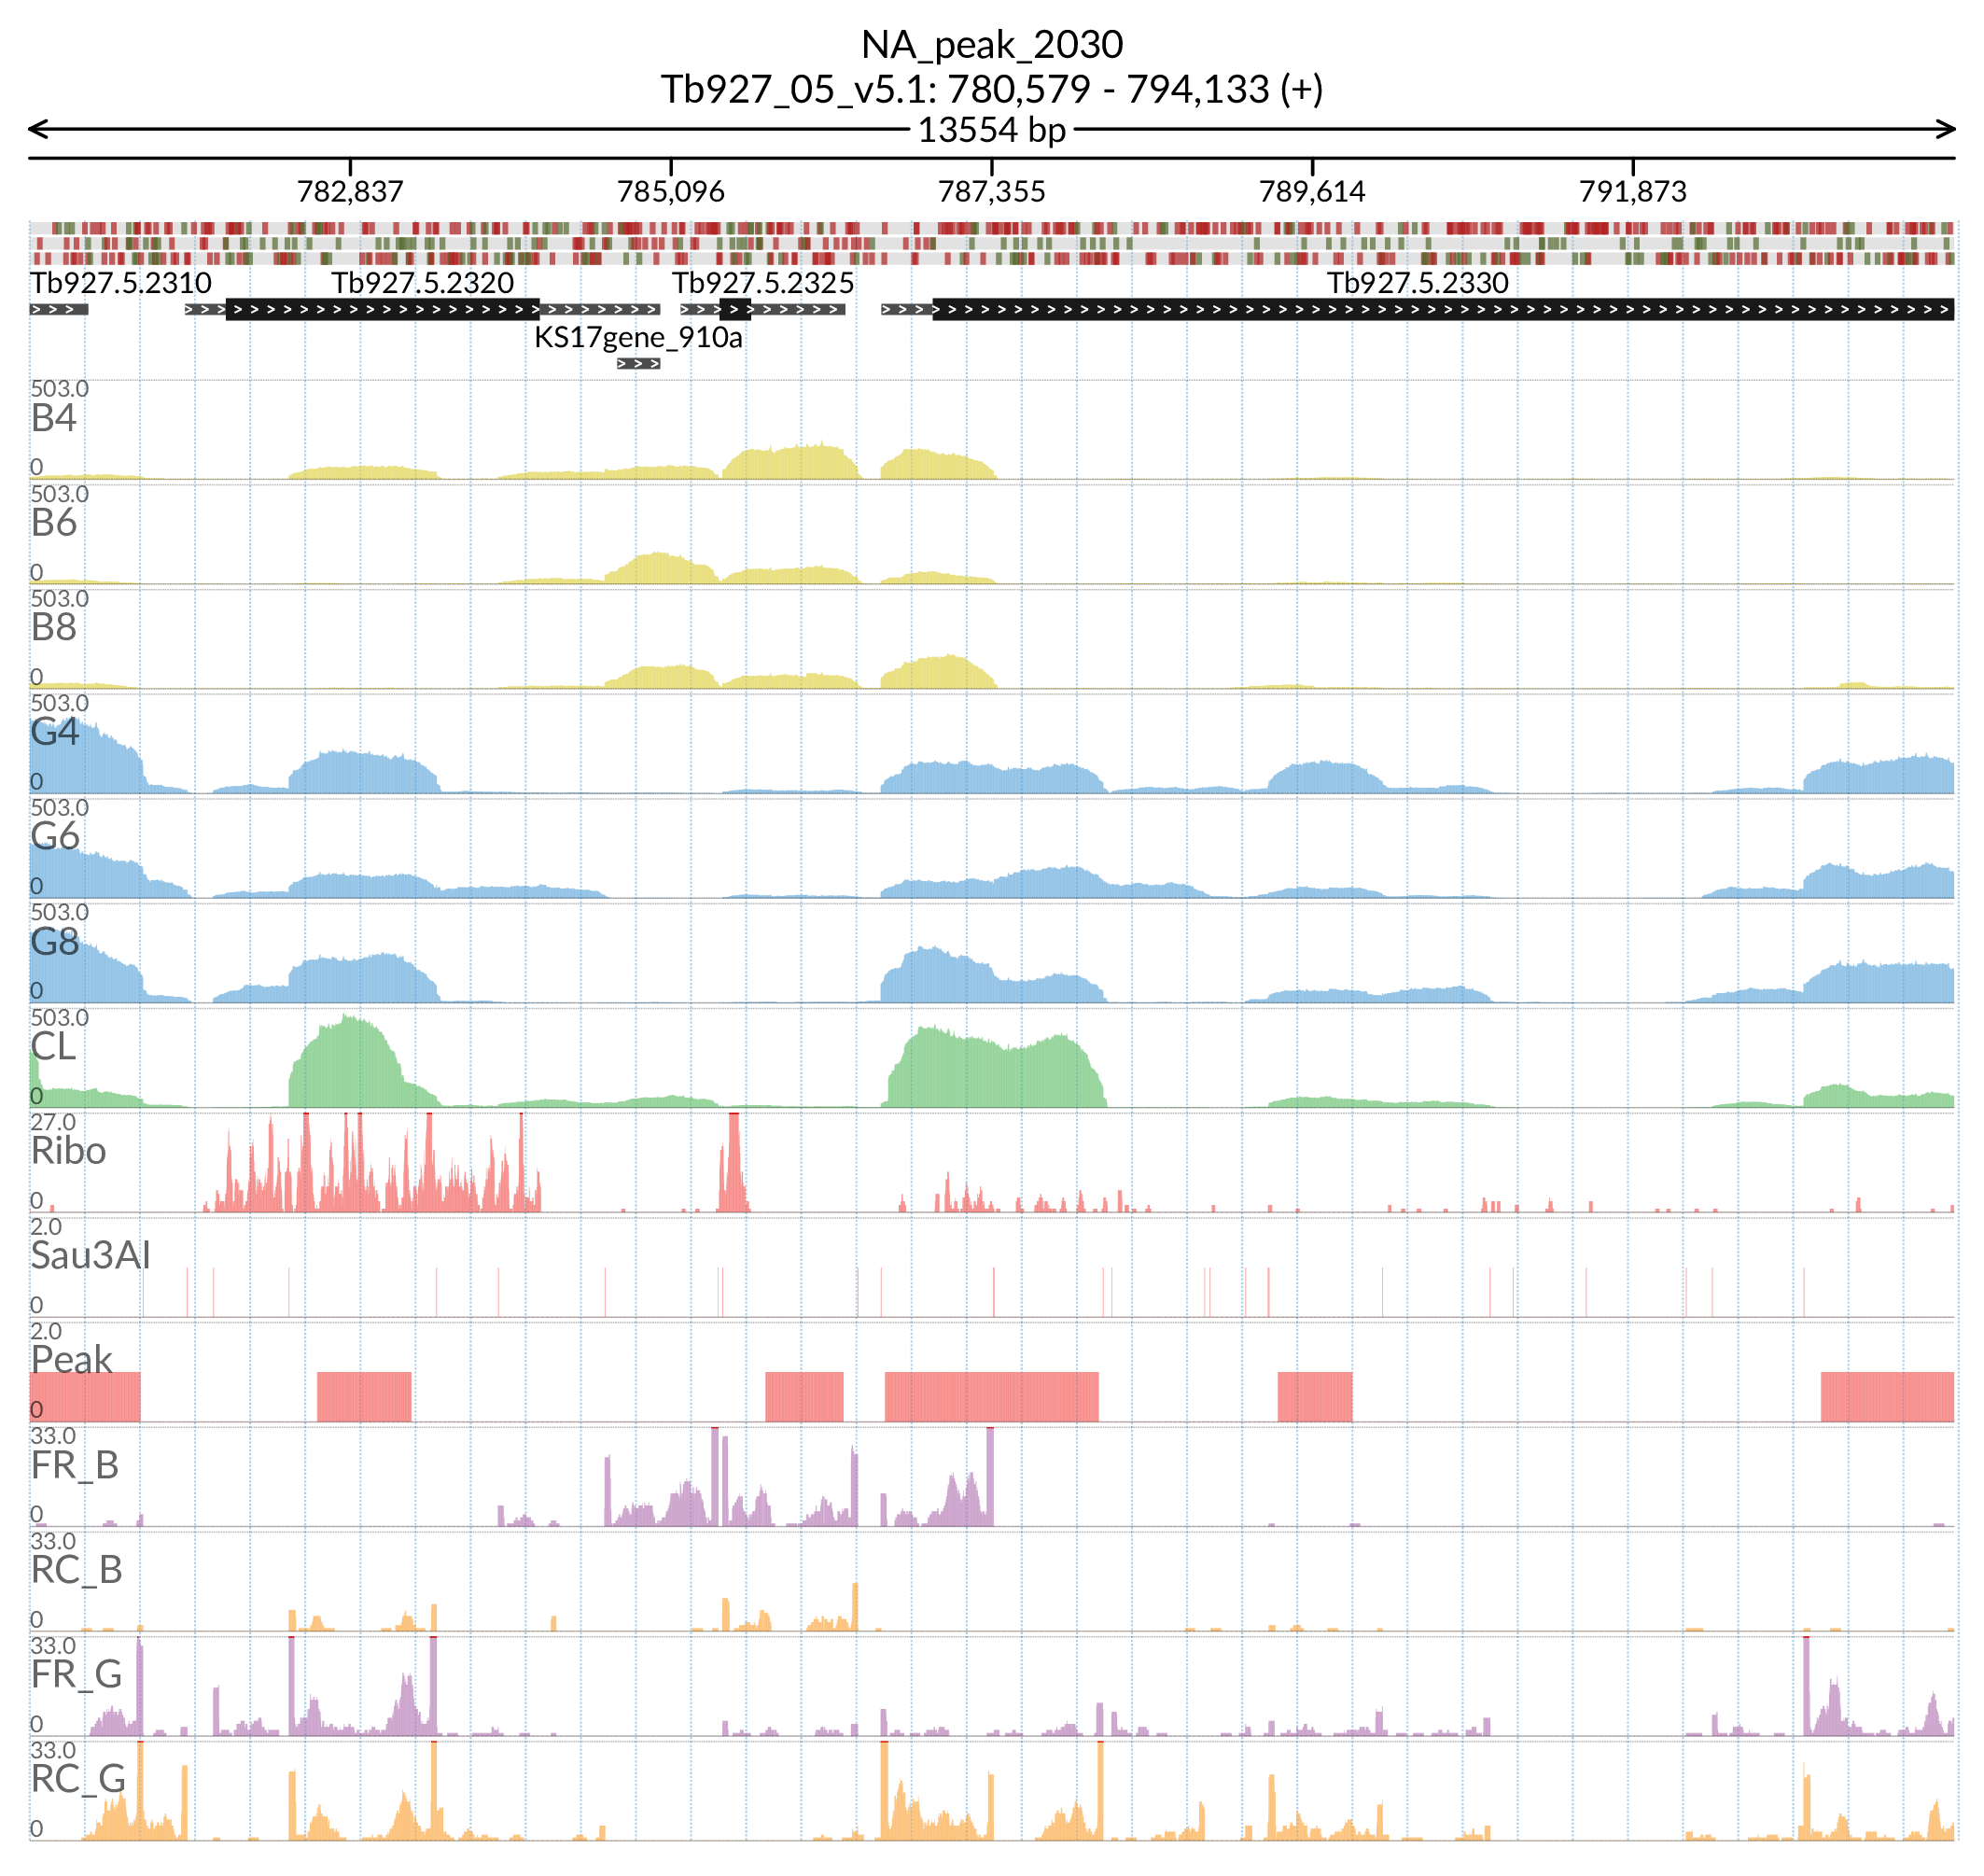 NA_peak_2030
Tb927_05_v5.1: 780,579 - 794,133 (+)
13554 bp
782,837 785,096 787,355 789,614 791,873
Tb927.5.2310 Tb927.5.2320 Tb927.5.2325 Tb927.5.2330
KS17gene_910a
503.0
B4
0
503.0
B6
0
503.0
B8
0
503.0
G4
0
503.0
G6
0
503.0
G8
0
503.0
CL
0
27.0
Ribo
0
2.0
Sau3AI
0
2.0
Peak
0
33.0
FR_B
0
33.0
RC_B
0
33.0
FR_G
0
33.0
RC_G
0